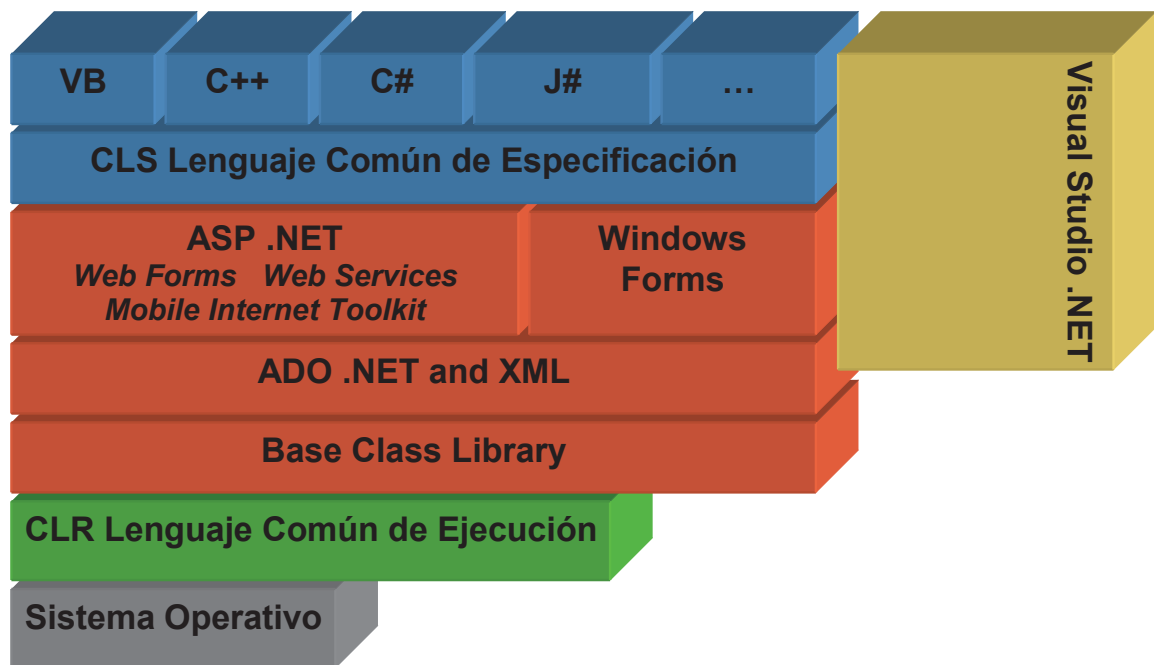 VB
C++
C#
J#
...
CLS Lenguaje Común de Especificación
ASP .NET
Web Forms Web Services
Mobile Internet Toolkit
Windows
Forms
ADO .NET and XML
Base Class Library
CLR Lenguaje Común de Ejecución
Sistema Operativo
Visual Studio .NET